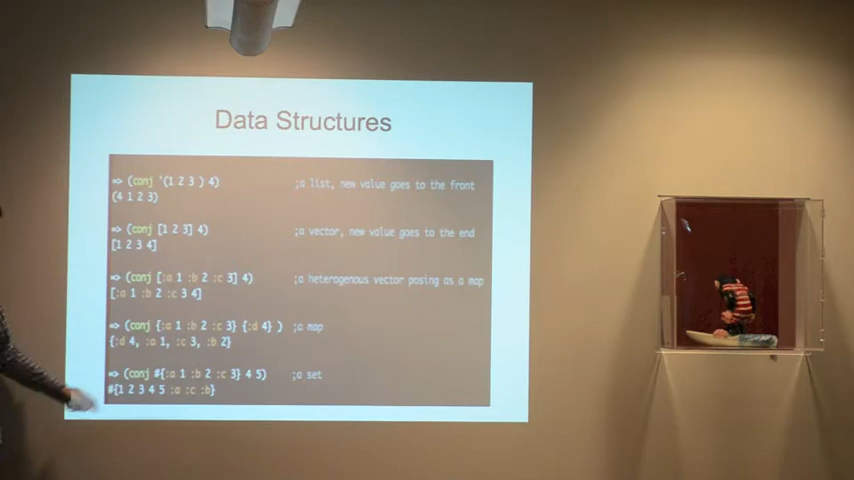 Data Structures
=> (conj '(1 2 3 ) 4) ;a list, new value goes to the front
(4 1 2 3)
=> (conj [1 2 3] 4) ;a vector, new value goes to the end
[1 2 3 4]
=> (conj [:a 1 :b 2 :c 3] 4) ;a heterogenous vector posing as a map
[:a 1 :b 2 :c 3 4]
=> (conj {:a 1 :b 2 :c 3} {:d 4} ) ;a map
{:d 4, :a 1, :c 3, :b 2}
=> (conj #{:a 1 :b 2 :c 3} 4 5) ;a set
#{1 2 3 4 5 :a :c :b}